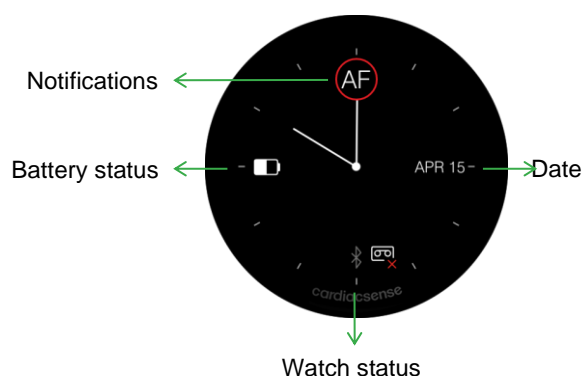 AF
Notifications
Battery status
APR 15
Date
cardiacsense
Watch status